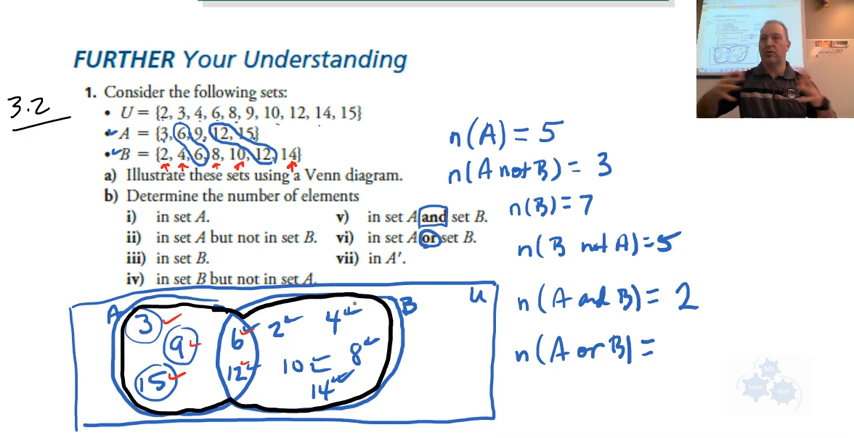 FURTHER Your Understanding
3.2
1. Consider the following sets:
• U = {2, 3, 4, 6, 8, 9, 10, 12, 14, 15}
• A = {3, 6, 9, 12, 15}
• B = {2, 4, 6, 8, 10, 12, 14}
a) Illustrate these sets using a Venn diagram.
b) Determine the number of elements
i) in set A.
ii) in set A but not in set B.
iii) in set B.
iv) in set B but not in set A.
v) in set A and set B.
vi) in set A or set B.
vii) in A′.
n(A) = 5
n(A not B) = 3
n(B) = 7
n(B not A) = 5
n(A and B) = 2
n(A or B) =
A B U
3 6 2 4
9 8
15 12 10 14